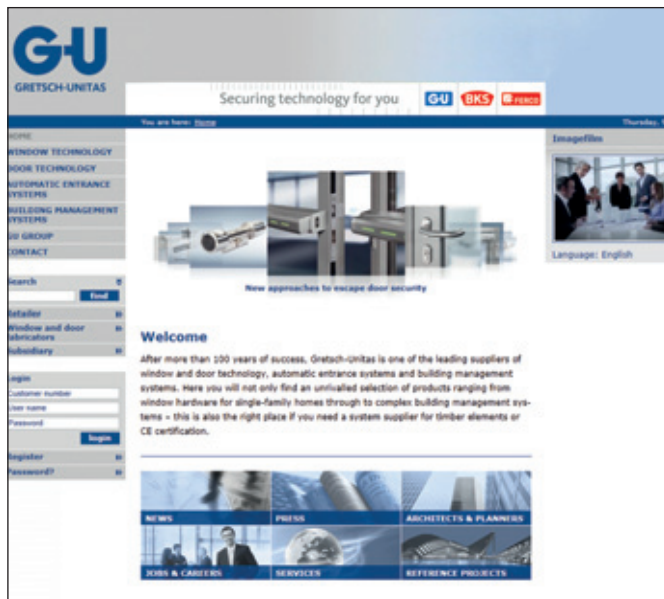 G-U
GRETSCH-UNITAS
Securing technology for you
G-U
BKS
FERCO
You are here: Home
Thursday,
HOME
WINDOW TECHNOLOGY
DOOR TECHNOLOGY
AUTOMATIC ENTRANCE
SYSTEMS
BUILDING MANAGEMENT
SYSTEMS
GU GROUP
CONTACT
Search
find
Retailer
Window and door
fabricators
Subsidiary
Login
Customer number
User name
Password
login
Register
Password?
Imagefilm
Language: English
New approaches to escape door security
Welcome
After more than 100 years of success, Gretsch-Unitas is one of the leading suppliers of
window and door technology, automatic entrance systems and building management
systems. Here you will not only find an unrivalled selection of products ranging from
window hardware for single-family homes through to complex building management sys-
tems – this is also the right place if you need a system supplier for timber elements or
CE certification.
NEWS
PRESS
ARCHITECTS & PLANNERS
JOBS & CAREERS
SERVICES
REFERENCE PROJECTS